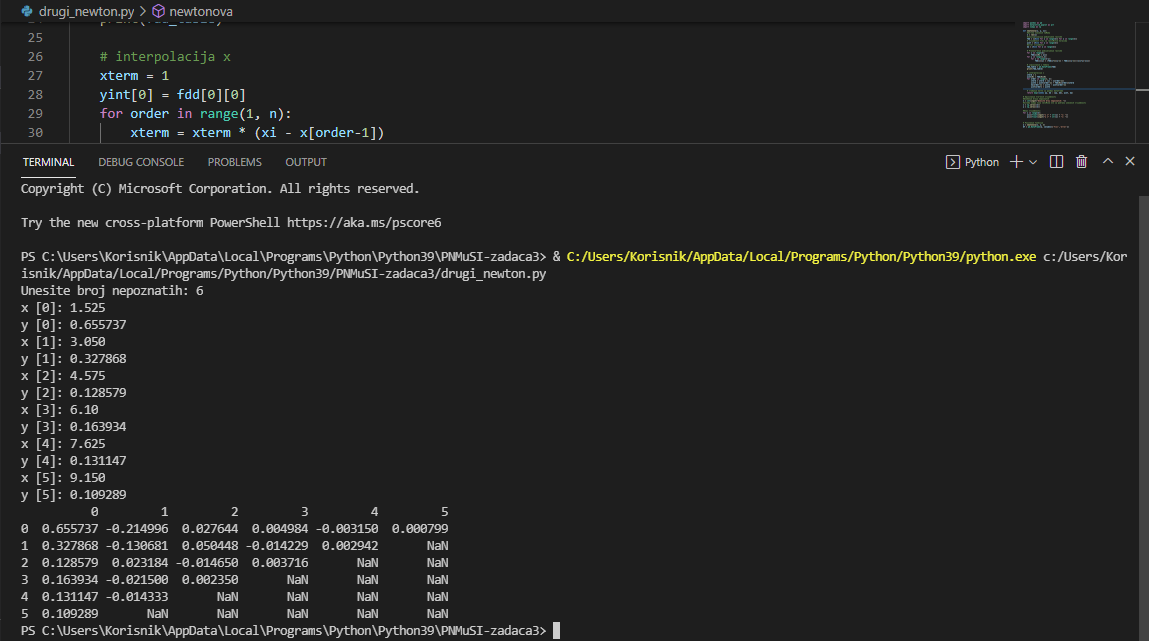 drugi_newton.py > newtonova
25
26 # interpolacija x
27 xterm = 1
28 yint[0] = fdd[0][0]
29 for order in range(1, n):
30 xterm = xterm * (xi - x[order-1])
TERMINAL DEBUG CONSOLE PROBLEMS OUTPUT Python
Copyright (C) Microsoft Corporation. All rights reserved.
Try the new cross-platform PowerShell https://aka.ms/pscore6
PS C:\Users\Korisnik\AppData\Local\Programs\Python\Python39\PNMuSI-zadaca3> & C:/Users/Korisnik/AppData/Local/Programs/Python/Python39/python.exe c:/Users/Kor
isnik/AppData/Local/Programs/Python/Python39/PNMuSI-zadaca3/drugi_newton.py
Unesite broj nepoznatih: 6
x [0]: 1.525
y [0]: 0.655737
x [1]: 3.050
y [1]: 0.327868
x [2]: 4.575
y [2]: 0.128579
x [3]: 6.10
y [3]: 0.163934
x [4]: 7.625
y [4]: 0.131147
x [5]: 9.150
y [5]: 0.109289
0 1 2 3 4 5
0 0.655737 -0.214996 0.027644 0.004984 -0.003150 0.000799
1 0.327868 -0.130681 0.050448 -0.014229 0.002942 NaN
2 0.128579 0.023184 -0.014650 0.003716 NaN NaN
3 0.163934 -0.021500 0.002350 NaN NaN NaN
4 0.131147 -0.014333 NaN NaN NaN NaN
5 0.109289 NaN NaN NaN NaN NaN
PS C:\Users\Korisnik\AppData\Local\Programs\Python\Python39\PNMuSI-zadaca3>